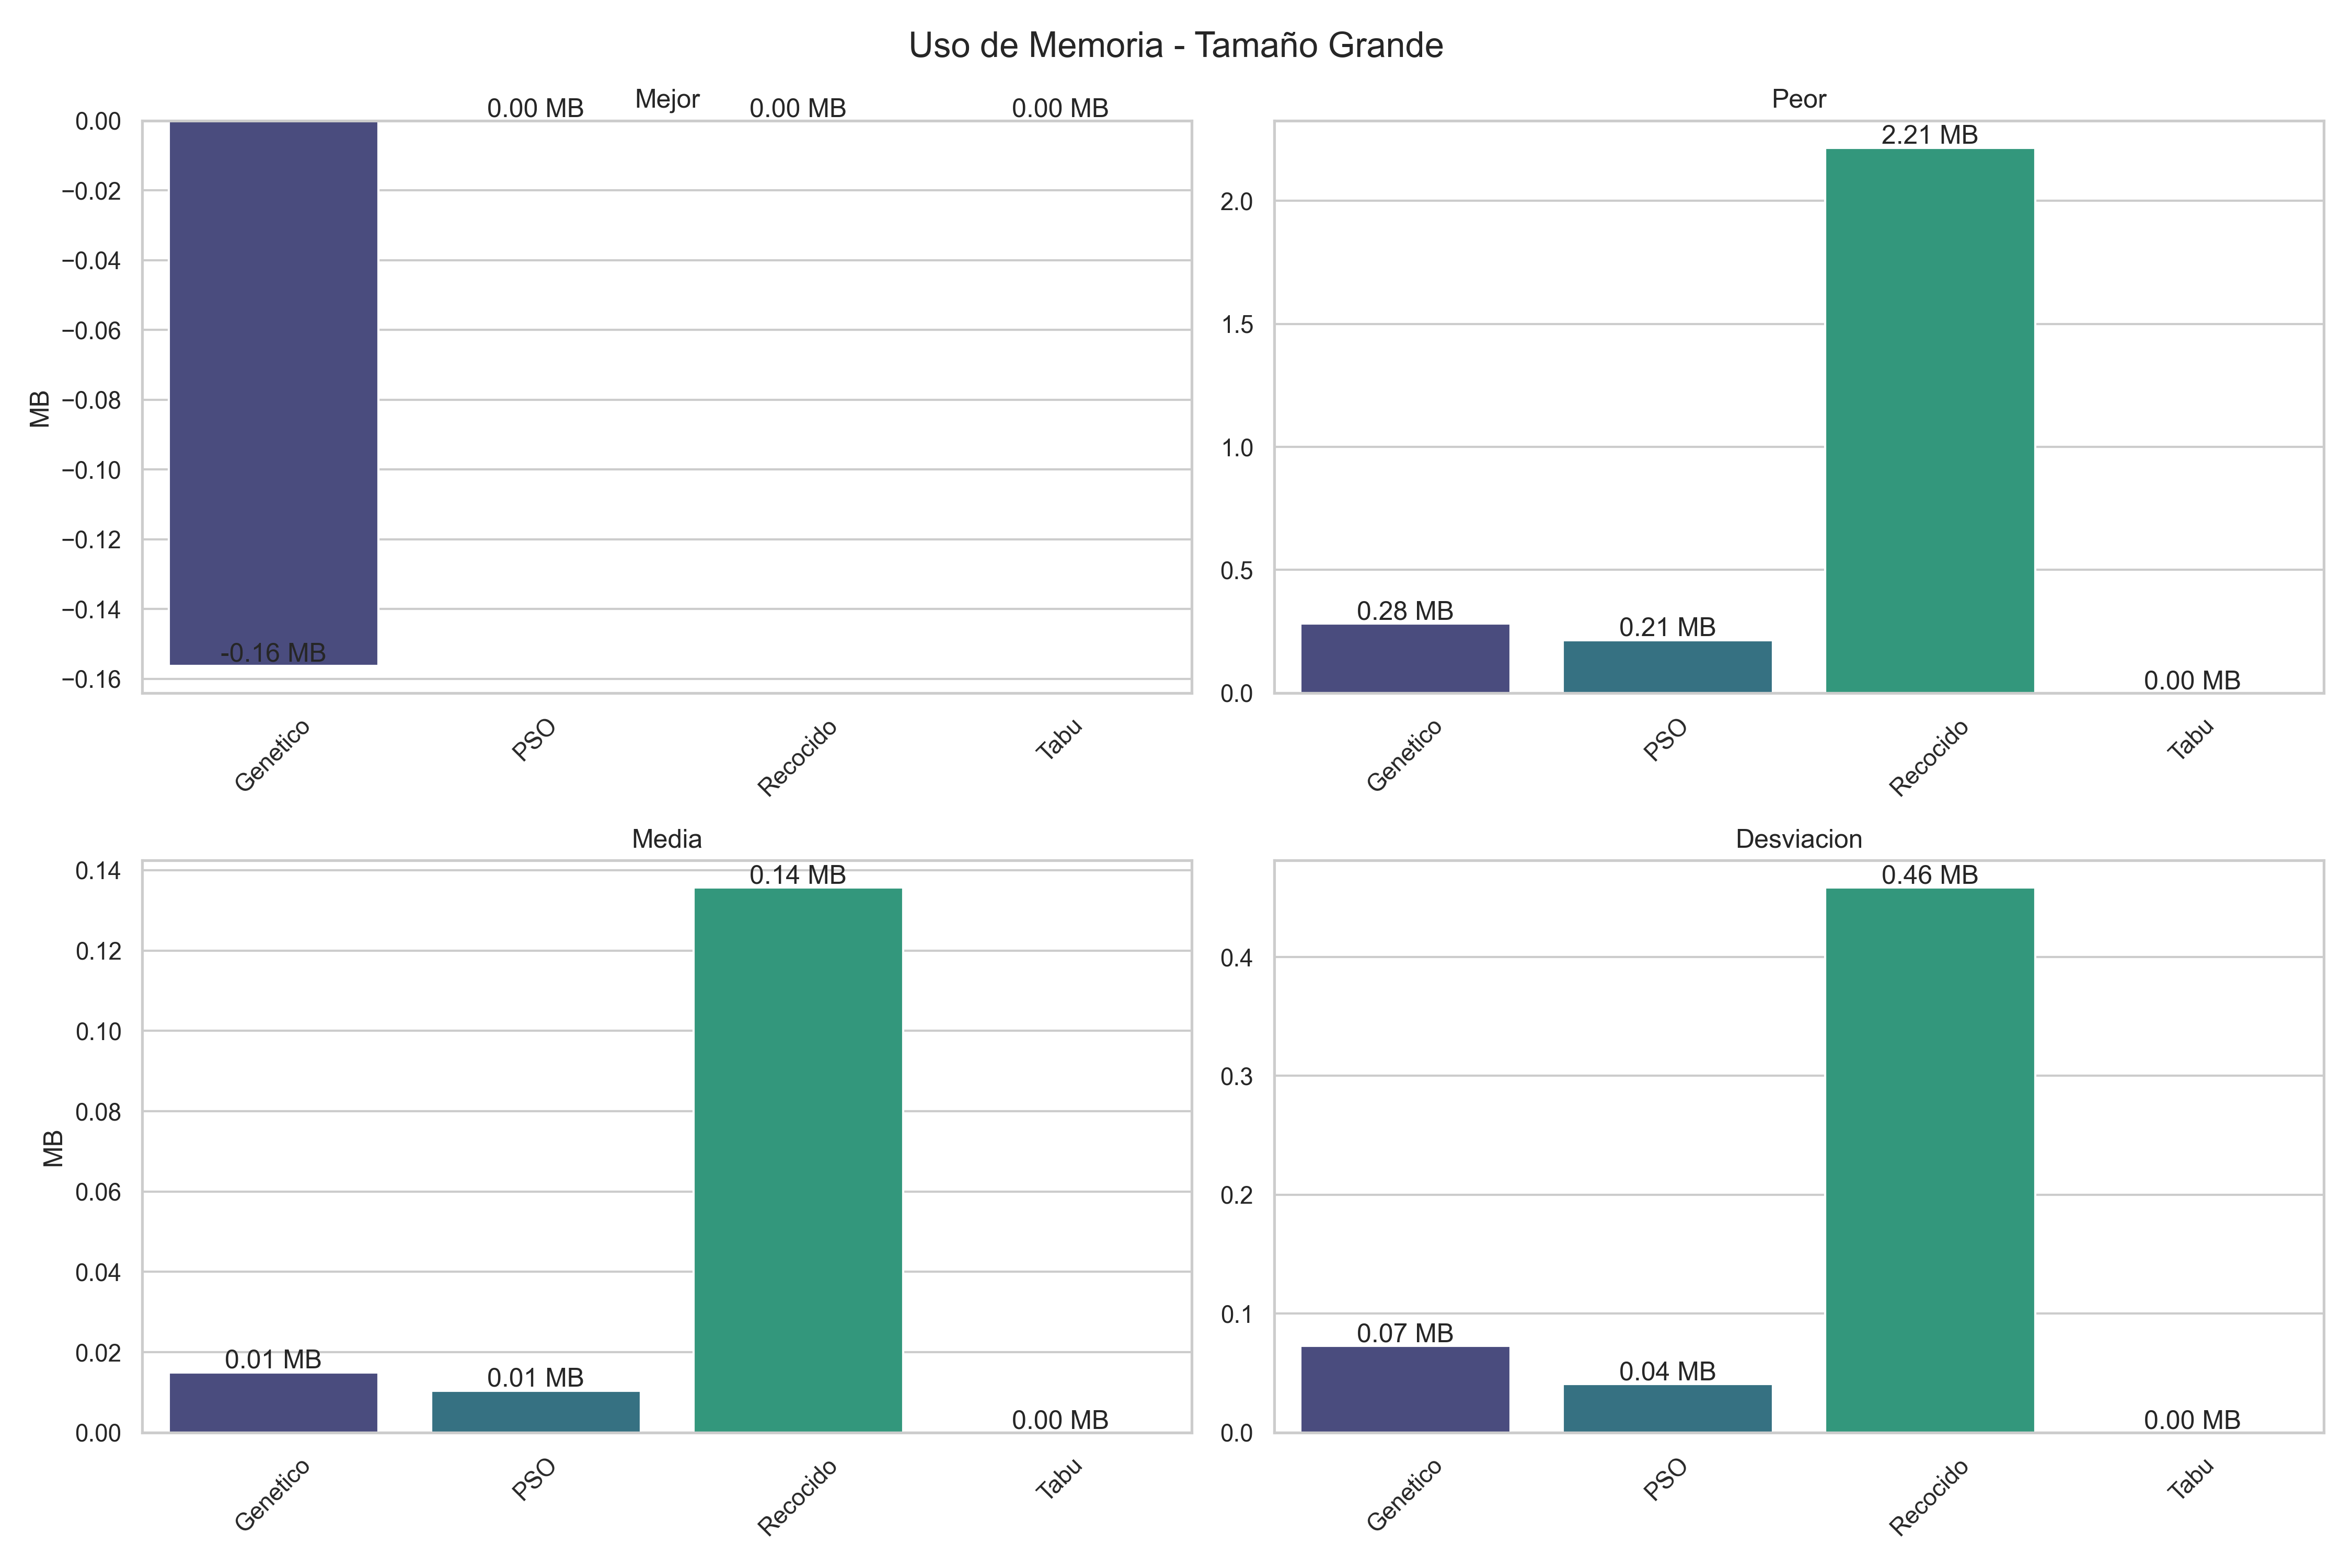 Uso de Memoria - Tamaño Grande
Mejor
0.00 MB
0.00 MB
0.00 MB
-0.16 MB
0.00
−0.02
−0.04
−0.06
−0.08
−0.10
−0.12
−0.14
−0.16
MB
Genetico
PSO
Recocido
Tabu
Peor
2.21 MB
0.28 MB
0.21 MB
0.00 MB
2.0
1.5
1.0
0.5
0.0
Genetico
PSO
Recocido
Tabu
Media
0.14 MB
0.01 MB
0.01 MB
0.00 MB
0.14
0.12
0.10
0.08
0.06
0.04
0.02
0.00
MB
Genetico
PSO
Recocido
Tabu
Desviacion
0.46 MB
0.07 MB
0.04 MB
0.00 MB
0.4
0.3
0.2
0.1
0.0
Genetico
PSO
Recocido
Tabu